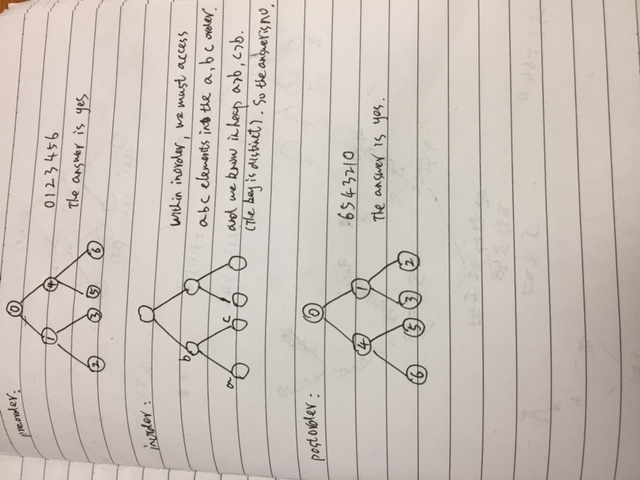 preorder:
0
1 4
2 3 5 6
0123456
The answer is yes
inorder:
b
a c
Within inorder, we must access
abc elements into the a, b c order.
and we know in heap a>b, c>b.
(The key is distinct). So the answer is no.
postorder:
0
4 1
6 5 3 2
6543210
The answer is yes.